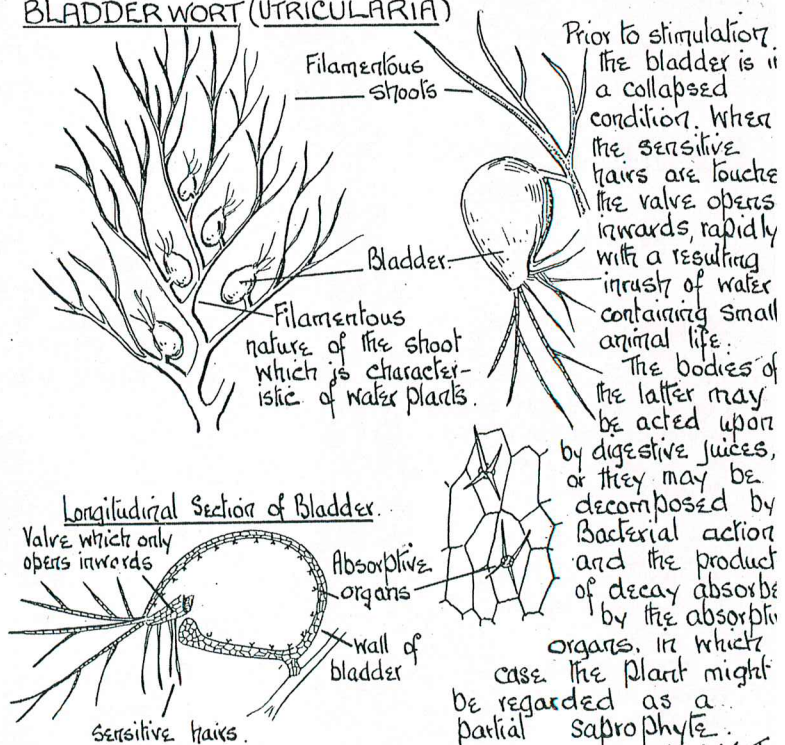 BLADDER WORT (UTRICULARIA)
Filamentous
shoots
Bladder.
Filamentous
nature of the shoot
which is character-
istic of water plants.
Prior to stimulation
the bladder is
a collapsed
condition. When
the sensitive
hairs are
the valve opens
inwards, rapidly
with a resulting
inrush of water
containing small
animal life.
The bodies of
the latter may
be acted upon
by digestive juices,
or they may be
decomposed by
Bacterial action
and the product
of decay
by the
organs, in which
case the plant might
be regarded as a
partial saprophyte.
Longitudinal Section of Bladder.
Valve which only
opens inwards
Absorptive
organs
wall of
bladder
Sensitive hairs.